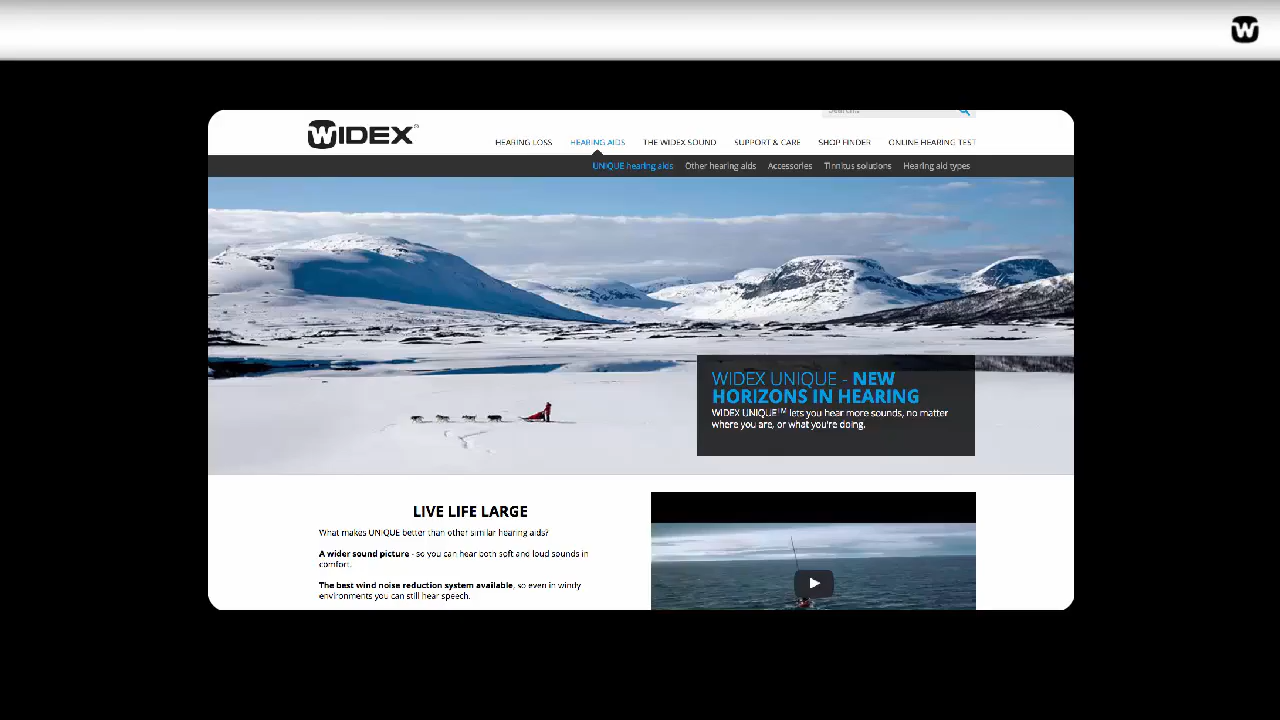 W
Search...
WIDEX®
HEARING LOSS HEARING AIDS THE WIDEX SOUND SUPPORT & CARE SHOP FINDER ONLINE HEARING TEST
UNIQUE hearing aids Other hearing aids Accessories Tinnitus solutions Hearing aid types
WIDEX UNIQUE - NEW
HORIZONS IN HEARING
WIDEX UNIQUE™ lets you hear more sounds, no matter
where you are, or what you're doing.
LIVE LIFE LARGE
What makes UNIQUE better than other similar hearing aids?
A wider sound picture - so you can hear both soft and loud sounds in
comfort.
The best wind noise reduction system available, so even in windy
environments you can still hear speech.